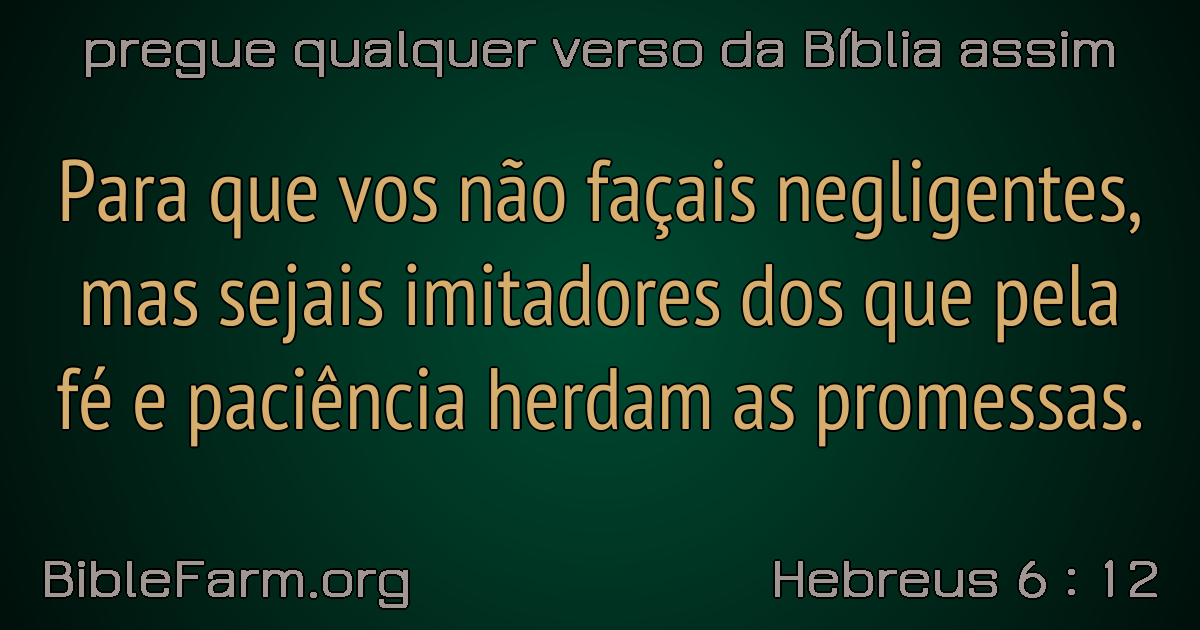 pregue qualquer verso da Bíblia assim
Para que vos não façais negligentes,
mas sejais imitadores dos que pela
fé e paciência herdam as promessas.
BibleFarm.org
Hebreus 6 : 12